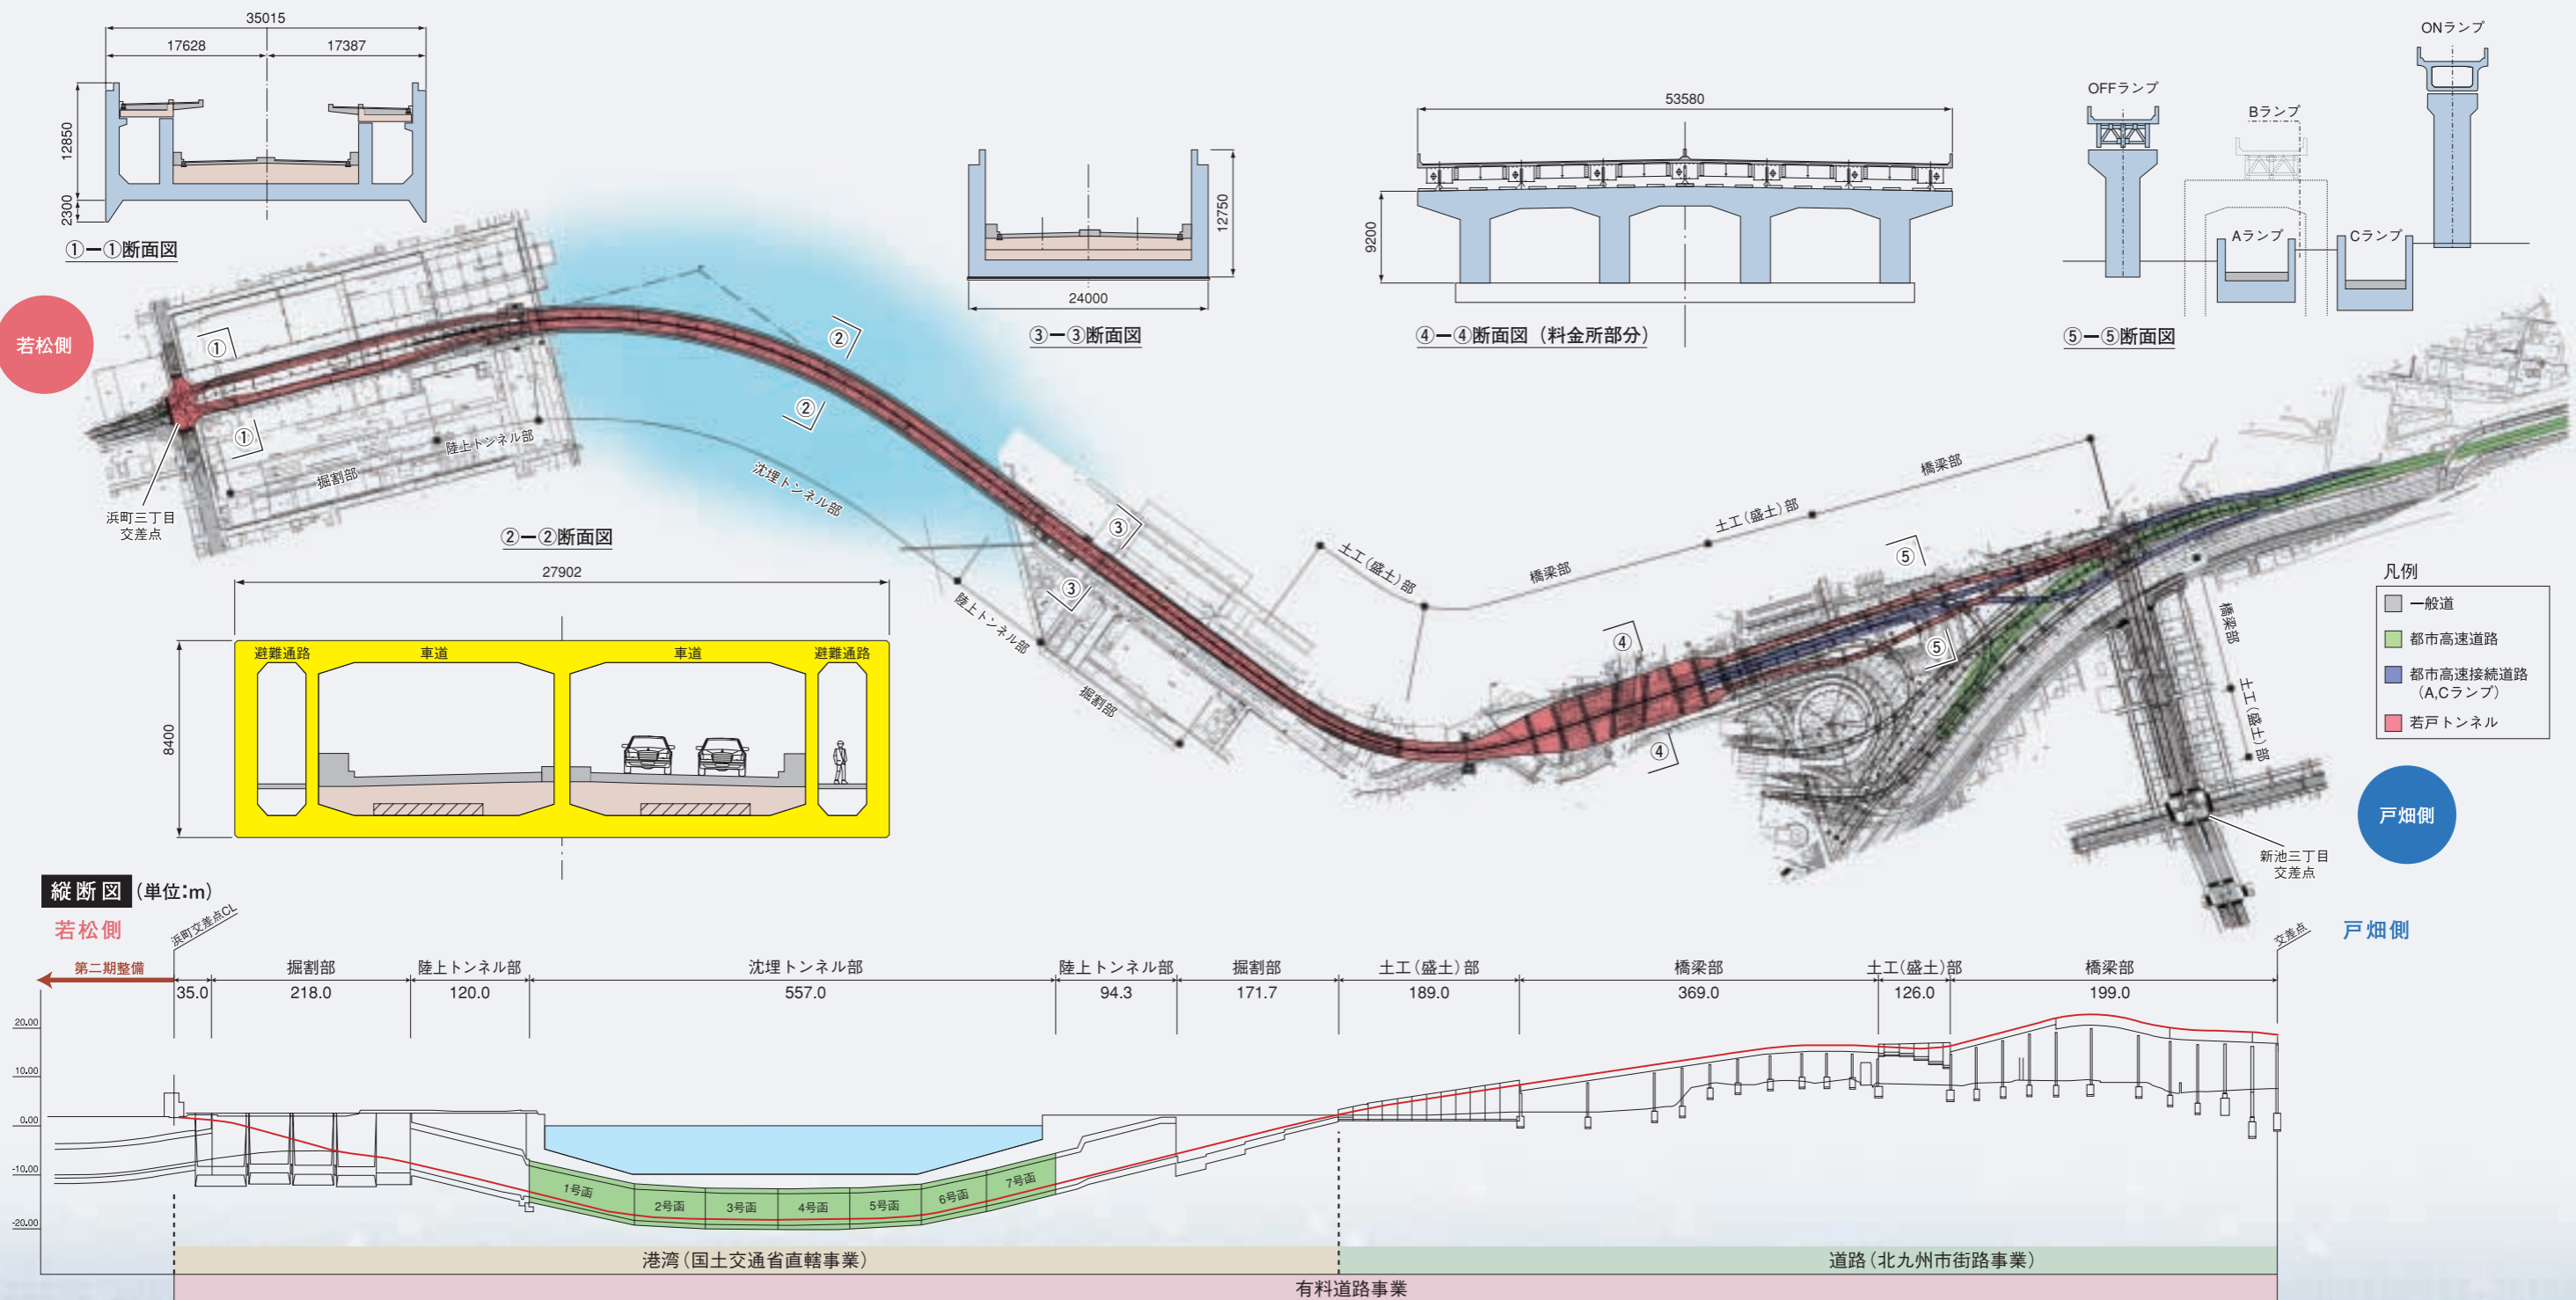 35015
17628
17387
12850
2300
①ー①断面図
24000
12750
③ー③断面図
53580
9200
④ー④断面図（料金所部分）
ONランプ
OFFランプ
Bランプ
Aランプ
Cランプ
⑤ー⑤断面図
若松側
①
①
②
②
③
③
④
④
⑤
⑤
浜町三丁目
交差点
掘割部
陸上トンネル部
沈埋トンネル部
陸上トンネル部
掘割部
土工（盛土）部
橋梁部
土工（盛土）部
橋梁部
橋梁部
土工（盛土）部
新池三丁目
交差点
戸畑側
凡例
一般道
都市高速道路
都市高速接続道路
（A,Cランプ）
若戸トンネル
②ー②断面図
27902
8400
避難通路
車道
車道
避難通路
縦断図（単位：m）
若松側
戸畑側
浜町交差点CL
交差点
第二期整備
掘割部
陸上トンネル部
沈埋トンネル部
陸上トンネル部
掘割部
土工（盛土）部
橋梁部
土工（盛土）部
橋梁部
35.0
218.0
120.0
557.0
94.3
171.7
189.0
369.0
126.0
199.0
20.00
10.00
0.00
-10.00
-20.00
1号函
2号函
3号函
4号函
5号函
6号函
7号函
港湾（国土交通省直轄事業）
道路（北九州市街路事業）
有料道路事業